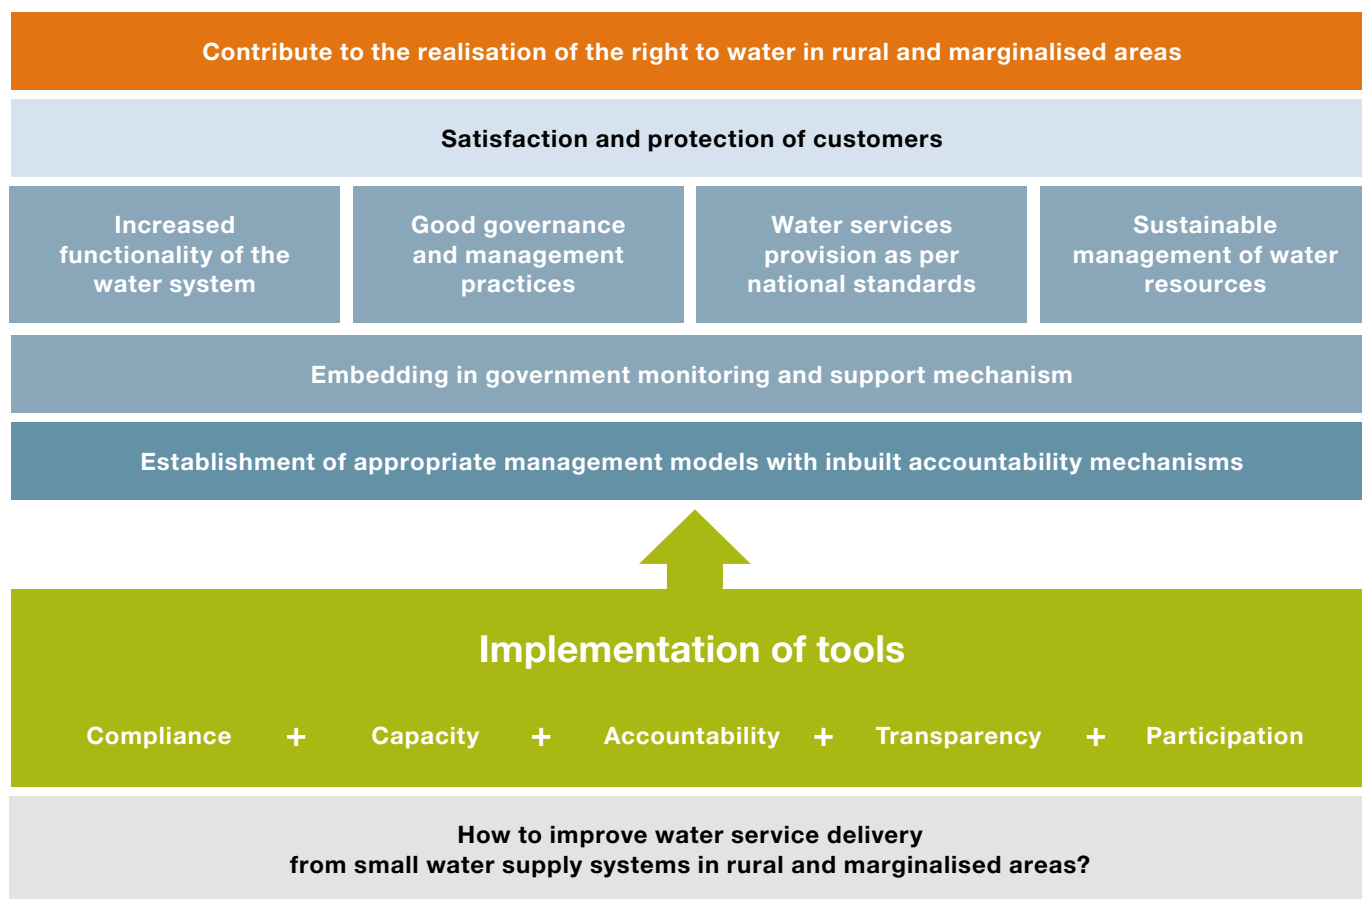 Contribute to the realisation of the right to water in rural and marginalised areas
Satisfaction and protection of customers
Increased
functionality of the
water system
Good governance
and management
practices
Water services
provision as per
national standards
Sustainable
management of water
resources
Embedding in government monitoring and support mechanism
Establishment of appropriate management models with inbuilt accountability mechanisms
Implementation of tools
Compliance + Capacity + Accountability + Transparency + Participation
How to improve water service delivery
from small water supply systems in rural and marginalised areas?